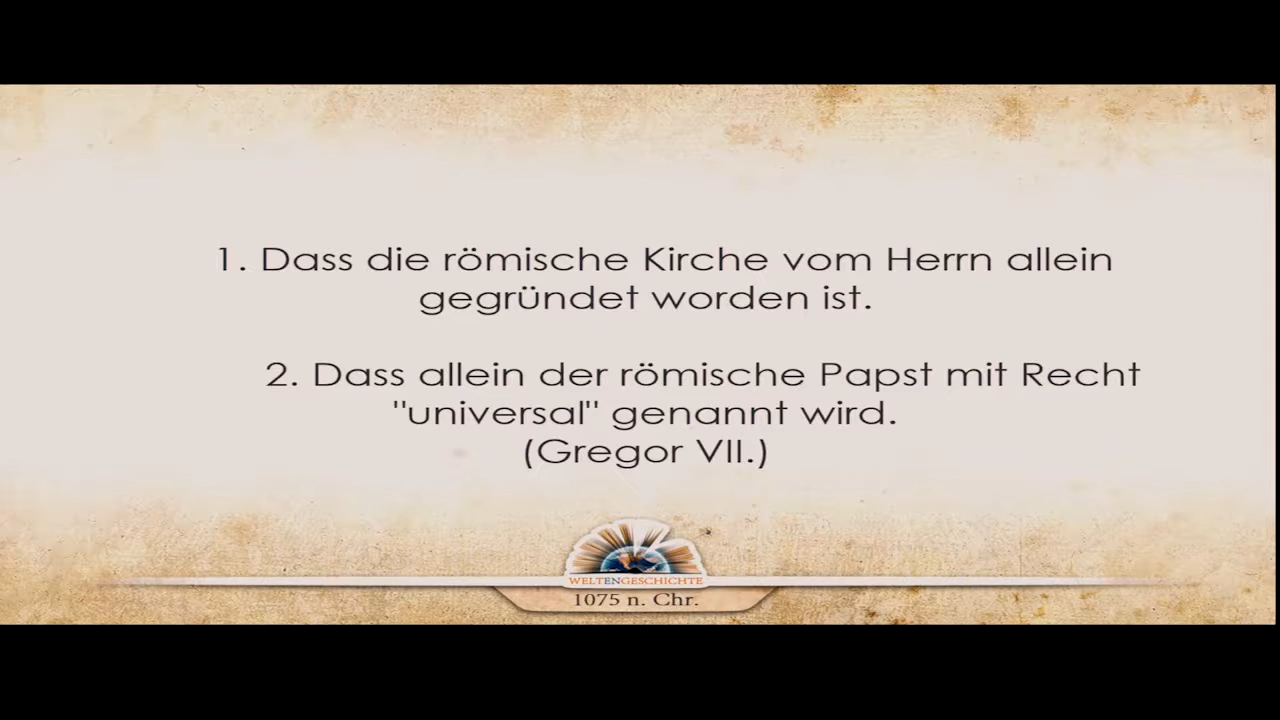 1. Dass die römische Kirche vom Herrn allein
gegründet worden ist.
2. Dass allein der römische Papst mit Recht
"universal" genannt wird.
(Gregor VII.)
WELTENGESCHICHTE
1075 n. Chr.